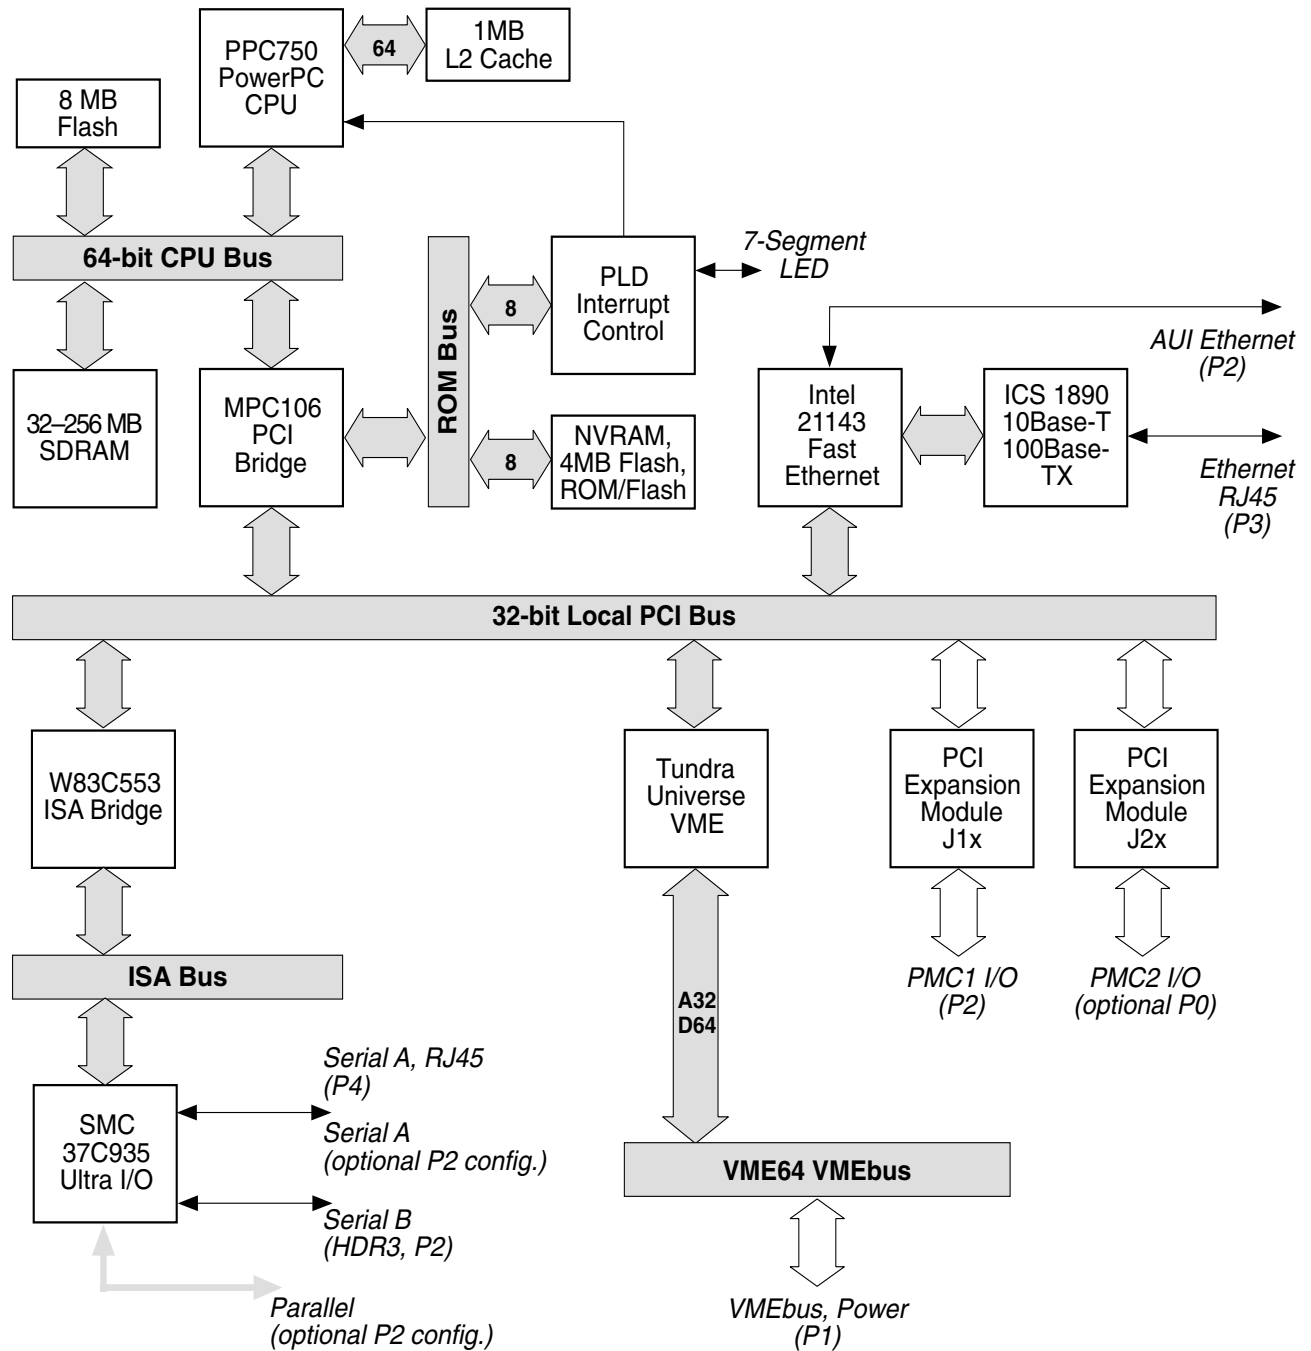 PPC750
PowerPC
CPU
64
1MB
L2 Cache
8 MB
Flash
64-bit CPU Bus
ROM Bus
8
PLD
Interrupt
Control
7-Segment
LED
AUI Ethernet
(P2)
32–256 MB
SDRAM
MPC106
PCI
Bridge
8
NVRAM,
4MB Flash,
ROM/Flash
Intel
21143
Fast
Ethernet
ICS 1890
10Base-T
100Base-
TX
Ethernet
RJ45
(P3)
32-bit Local PCI Bus
W83C553
ISA Bridge
Tundra
Universe
VME
PCI
Expansion
Module
J1x
PCI
Expansion
Module
J2x
ISA Bus
A32
D64
PMC1 I/O
(P2)
PMC2 I/O
(optional P0)
SMC
37C935
Ultra I/O
Serial A, RJ45
(P4)
Serial A
(optional P2 config.)
Serial B
(HDR3, P2)
Parallel
(optional P2 config.)
VME64 VMEbus
VMEbus, Power
(P1)